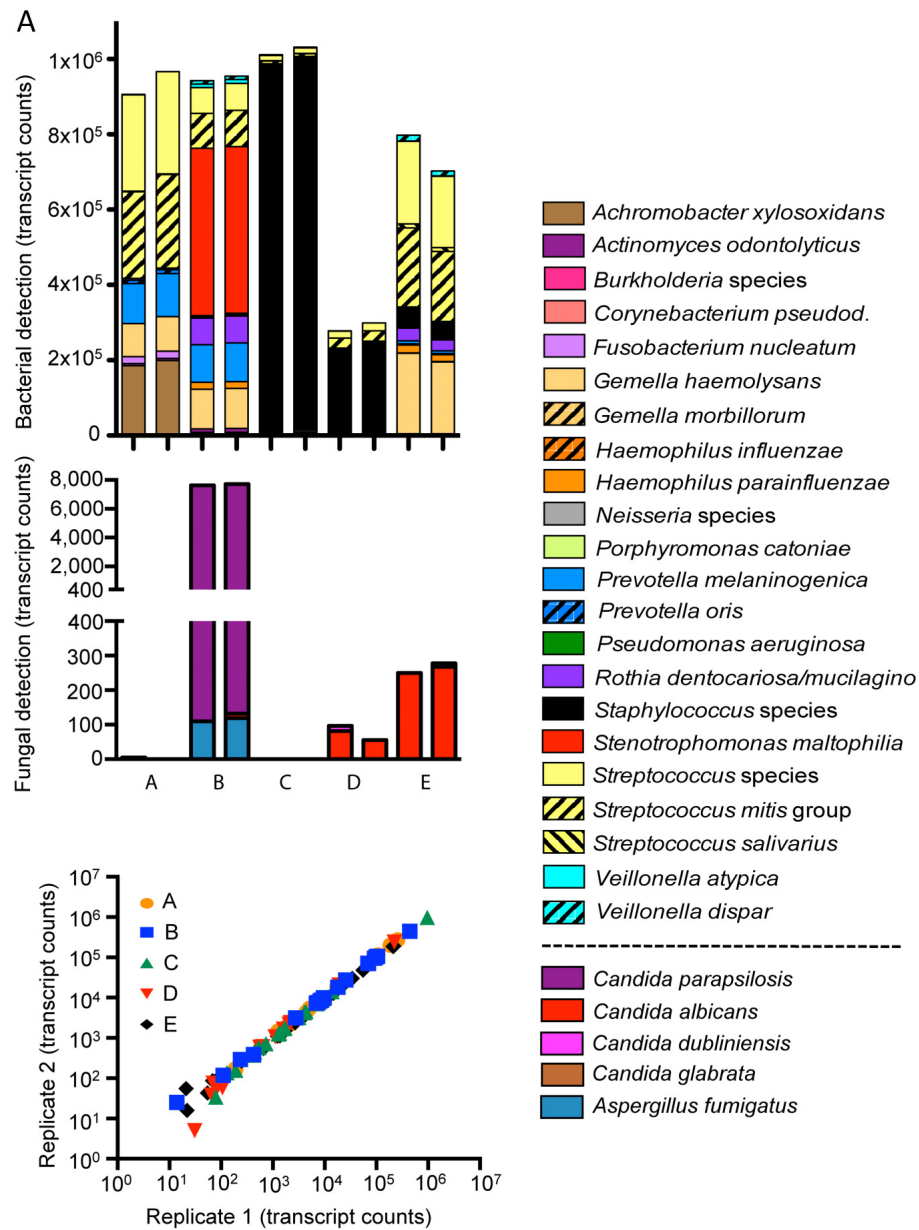 A
Bacterial detection (transcript counts)
1x10⁶
8x10⁵
6x10⁵
4x10⁵
2x10⁵
0
Fungal detection (transcript counts)
8,000
6,000
4,000
2,000
400
400
300
200
100
0
A B C D E
Replicate 2 (transcript counts)
10⁷
10⁶
10⁵
10⁴
10³
10²
10¹
10⁰
A
B
C
D
E
10⁰ 10¹ 10² 10³ 10⁴ 10⁵ 10⁶ 10⁷
Replicate 1 (transcript counts)
Achromobacter xylosoxidans
Actinomyces odontolyticus
Burkholderia species
Corynebacterium pseudod.
Fusobacterium nucleatum
Gemella haemolysans
Gemella morbillorum
Haemophilus influenzae
Haemophilus parainfluenzae
Neisseria species
Porphyromonas catoniae
Prevotella melaninogenica
Prevotella oris
Pseudomonas aeruginosa
Rothia dentocariosa/mucilagino
Staphylococcus species
Stenotrophomonas maltophilia
Streptococcus species
Streptococcus mitis group
Streptococcus salivarius
Veillonella atypica
Veillonella dispar
Candida parapsilosis
Candida albicans
Candida dubliniensis
Candida glabrata
Aspergillus fumigatus